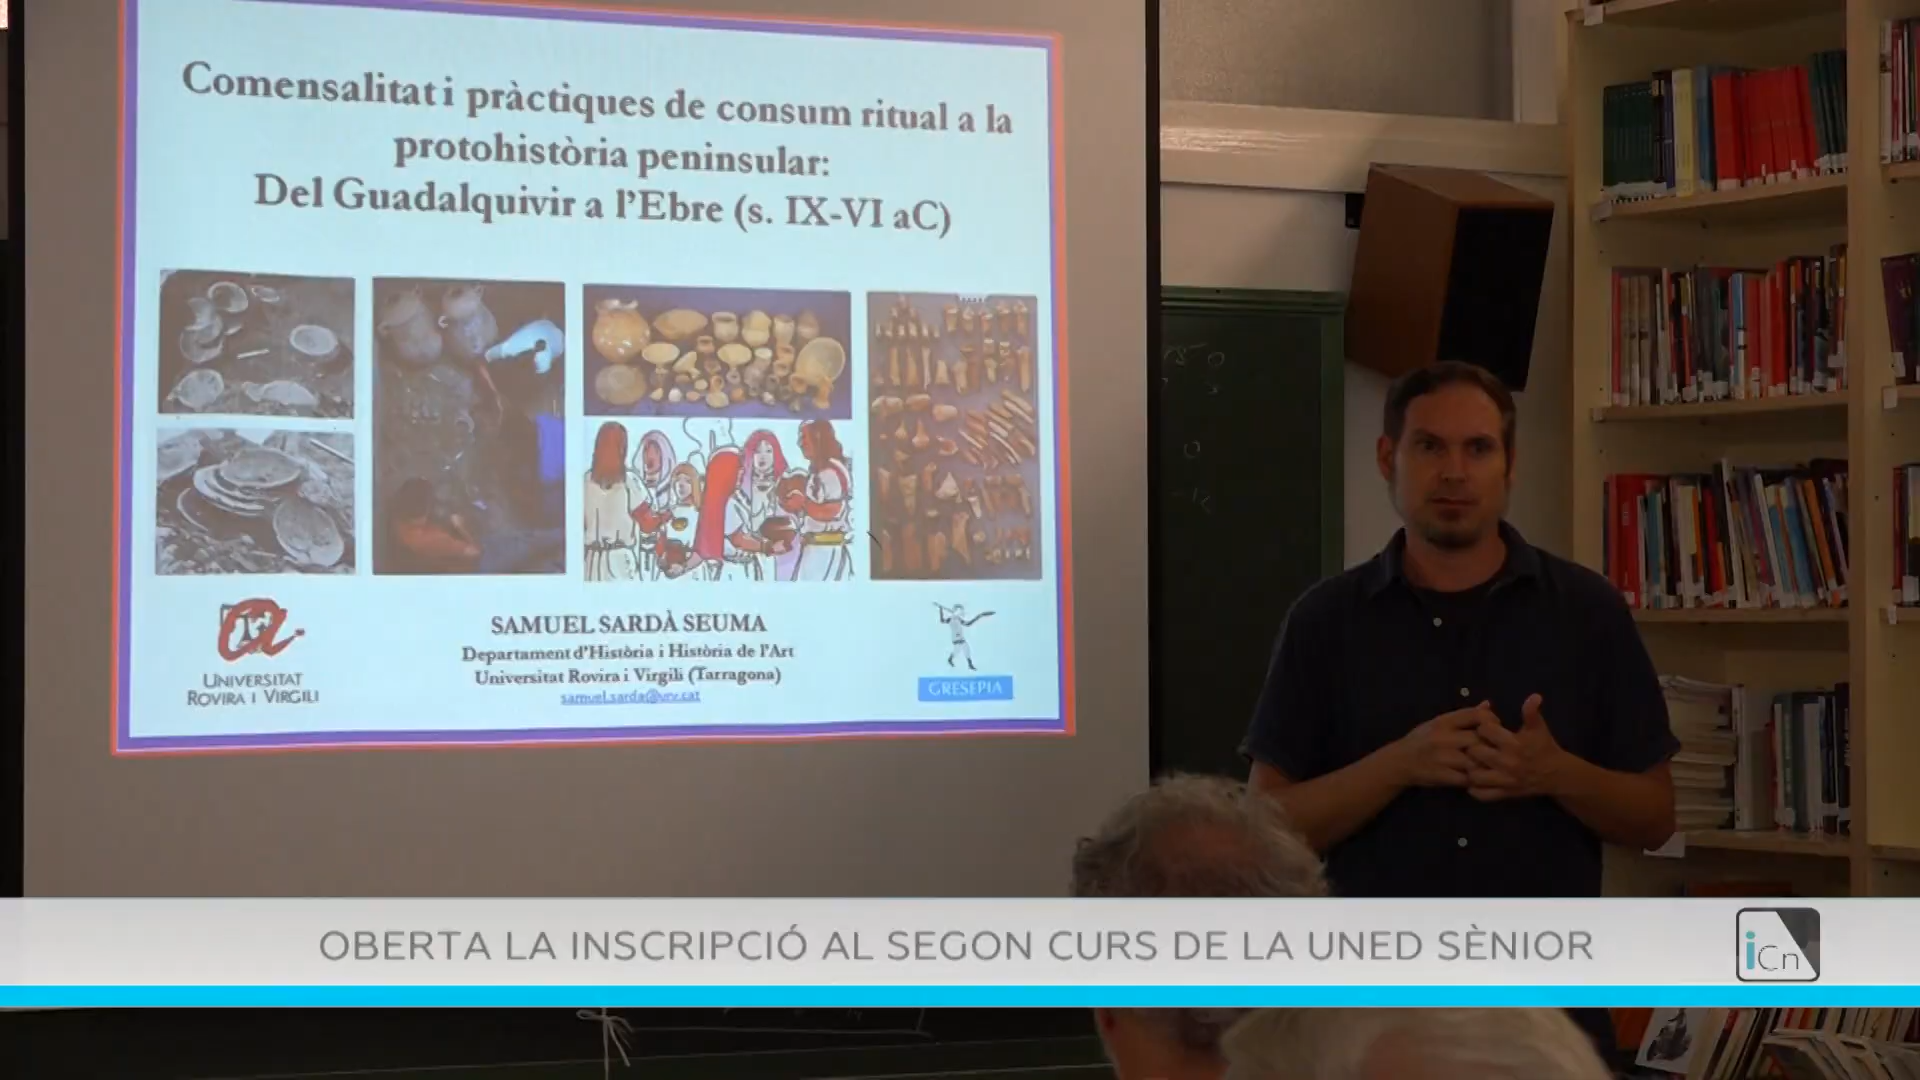 Comensalitat i pràctiques de consum ritual a la
protohistòria peninsular:
Del Guadalquivir a l'Ebre (s. IX-VI aC)
UNIVERSITAT
ROVIRA I VIRGILI
SAMUEL SARDÀ SEUMA
Departament d'Història i Història de l'Art
Universitat Rovira i Virgili (Tarragona)
samuel.sarda@urv.cat
GRESEPIA
OBERTA LA INSCRIPCIÓ AL SEGON CURS DE LA UNED SÈNIOR
iCn